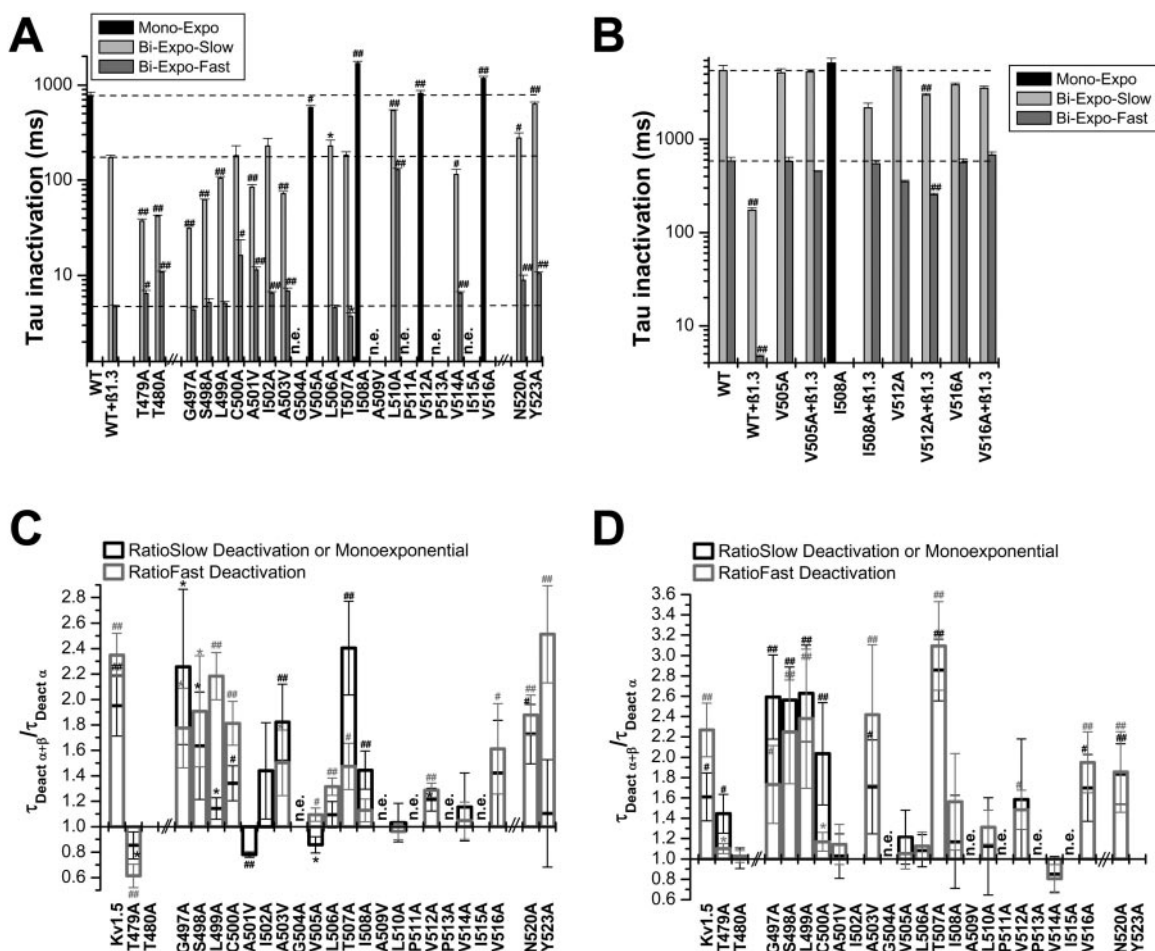 A
Mono-Expo
Bi-Expo-Slow
Bi-Expo-Fast
Tau inactivation (ms)
1000
100
10
## # ## * ## ## # ## # ##
## ## ## ## ## # ## ## ## ## # ## ## * ## ## ## ##
n.e. n.e. n.e. n.e. n.e.
WT
WT+ß1.3
T479A
T480A
G497A
S498A
L499A
C500A
A501V
I502A
A503V
G504A
V505A
L506A
T507A
I508A
A509V
L510A
P511A
V512A
P513A
V514A
I515A
V516A
N520A
Y523A
B
Mono-Expo
Bi-Expo-Slow
Bi-Expo-Fast
Tau inactivation (ms)
1000
100
10
## ## ## ##
WT
WT+ß1.3
V505A
V505A+ß1.3
I508A
I508A+ß1.3
V512A
V512A+ß1.3
V516A
V516A+ß1.3
C
RatioSlow Deactivation or Monoexponential
RatioFast Deactivation
τDeact α+β/τDeact α
2.8
2.6
2.4
2.2
2.0
1.8
1.6
1.4
1.2
1.0
0.8
0.6
n.e. n.e. n.e. n.e. n.e.
Kv1.5
T479A
T480A
G497A
S498A
L499A
C500A
A501V
I502A
A503V
G504A
V505A
L506A
T507A
I508A
A509V
L510A
P511A
V512A
P513A
V514A
I515A
V516A
N520A
Y523A
D
RatioSlow Deactivation or Monoexponential
RatioFast Deactivation
τDeact α+β/τDeact α
3.6
3.4
3.2
3.0
2.8
2.6
2.4
2.2
2.0
1.8
1.6
1.4
1.2
1.0
0.8
0.6
n.e. n.e. n.e. n.e. n.e.
Kv1.5
T479A
T480A
G497A
S498A
L499A
C500A
A501V
I502A
A503V
G504A
V505A
L506A
T507A
I508A
A509V
L510A
P511A
V512A
P513A
V514A
I515A
V516A
N520A
Y523A